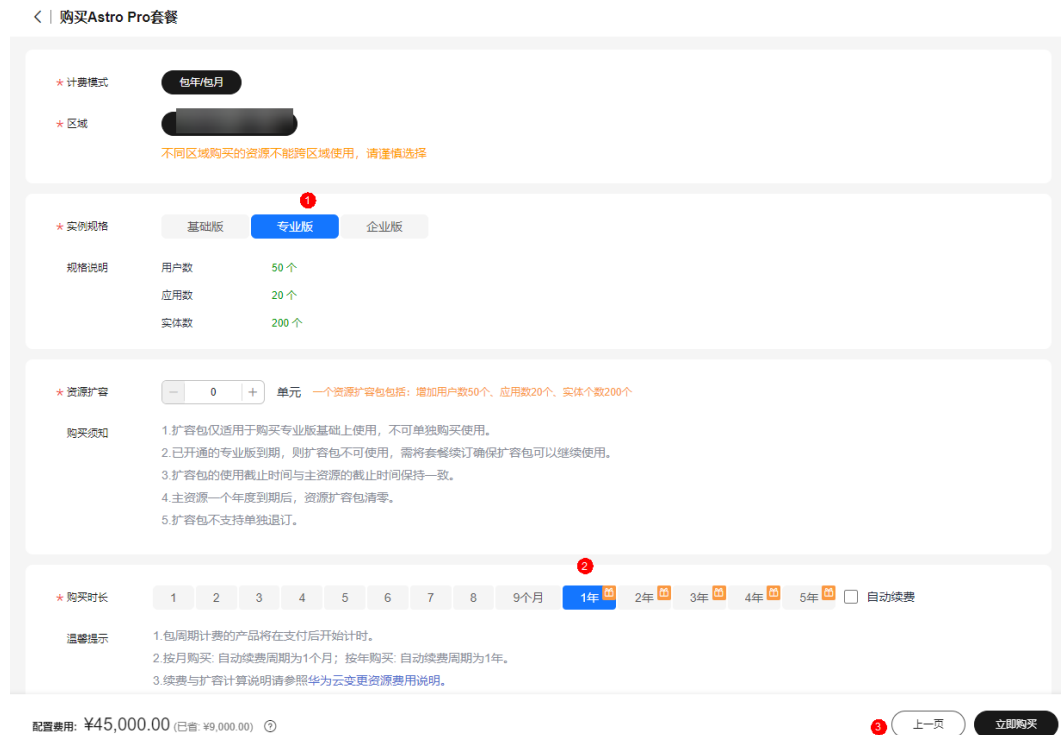 < | 购买Astro Pro套餐
* 计费模式 包年/包月
* 区域
不同区域购买的资源不能跨区域使用，请谨慎选择
1
* 实例规格 基础版 专业版 企业版
规格说明 用户数 50 个
应用数 20 个
实体数 200 个
* 资源扩容 − 0 + 单元 一个资源扩容包包括：增加用户数50个、应用数20个、实体个数200个
购买须知 1.扩容包仅适用于购买专业版基础上使用，不可单独购买使用。
2.已开通的专业版到期，则扩容包不可使用，需将套餐续订确保扩容包可以继续使用。
3.扩容包的使用截止时间与主资源的截止时间保持一致。
4.主资源一个年度到期后，资源扩容包清零。
5.扩容包不支持单独退订。
2
* 购买时长 1 2 3 4 5 6 7 8 9个月 1年 2年 3年 4年 5年 自动续费
温馨提示 1.包周期计费的产品将在支付后开始计时。
2.按月购买: 自动续费周期为1个月；按年购买: 自动续费周期为1年。
3.续费与扩容计算说明请参照华为云变更资源费用说明。
配置费用: ¥45,000.00 (已省: ¥9,000.00) ? 3 上一页 立即购买